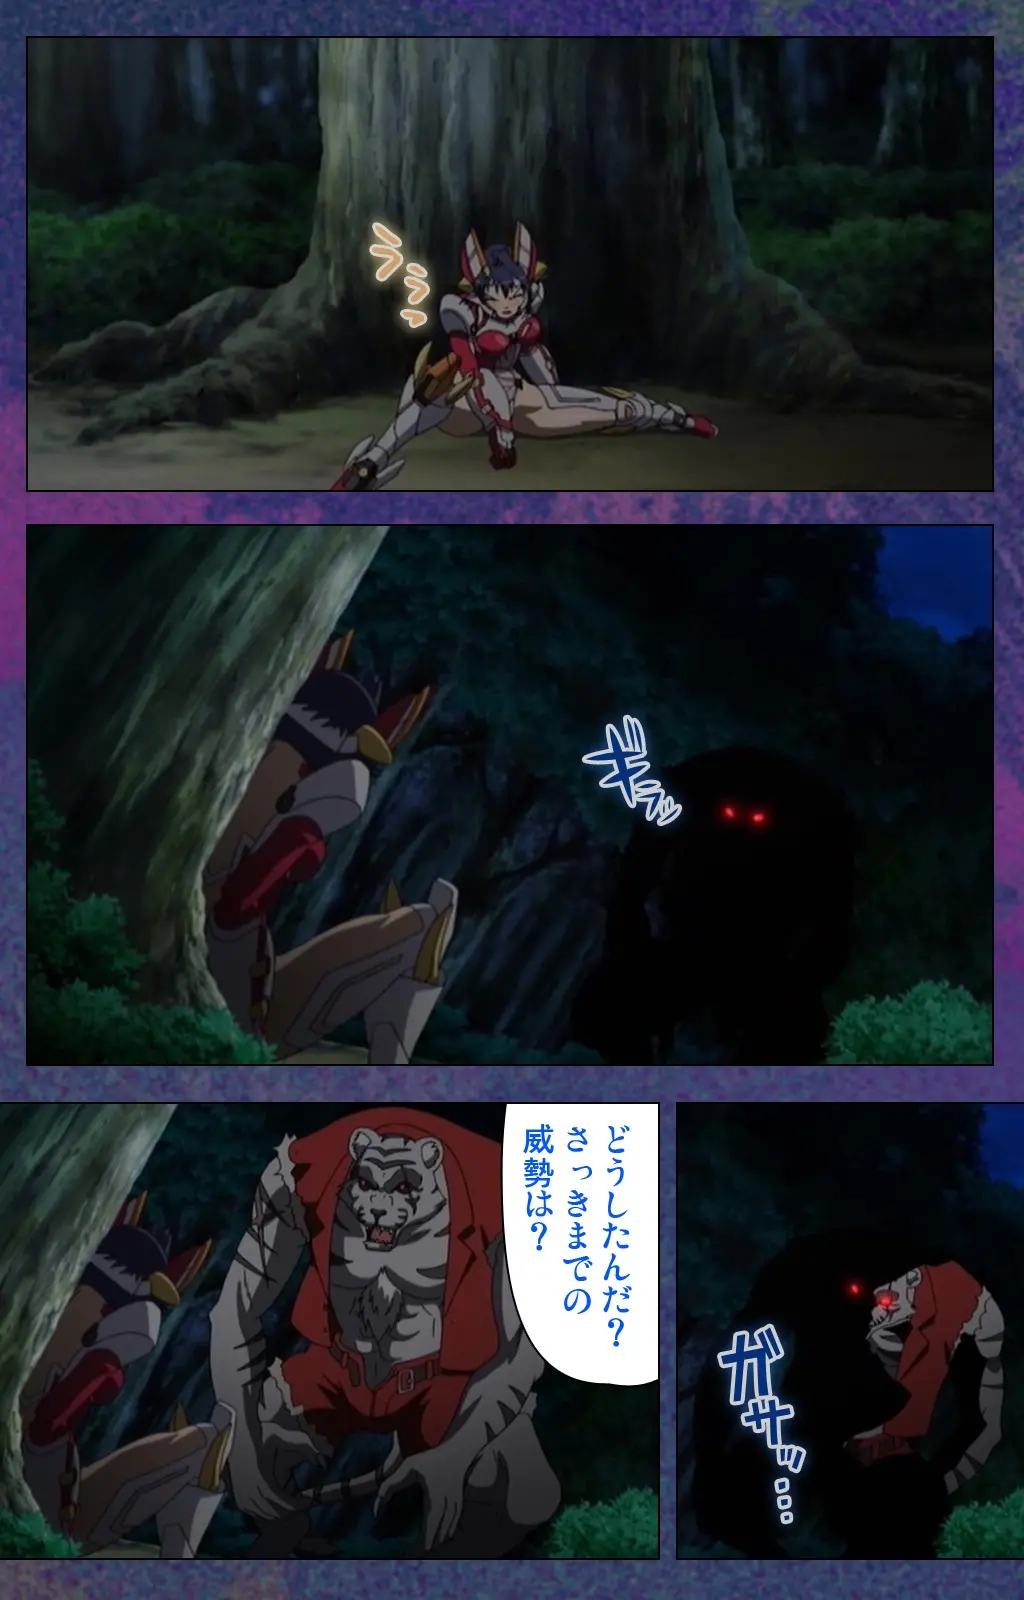 ううっ
ギラッ
ガサッ…
どうしたんだ？
さっきまでの
威勢は？